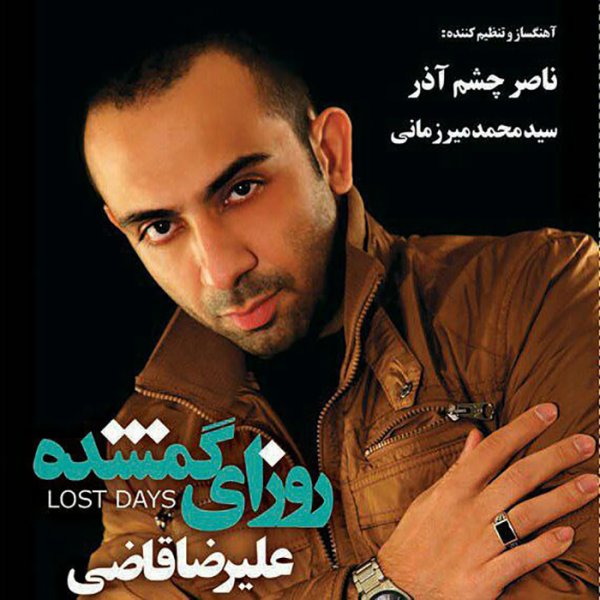 آهنگساز و تنظیم کننده:
ناصر چشم آذر
سید محمد میرزمانی
روزای گمشده
LOST DAYS
علیرضا قاضی